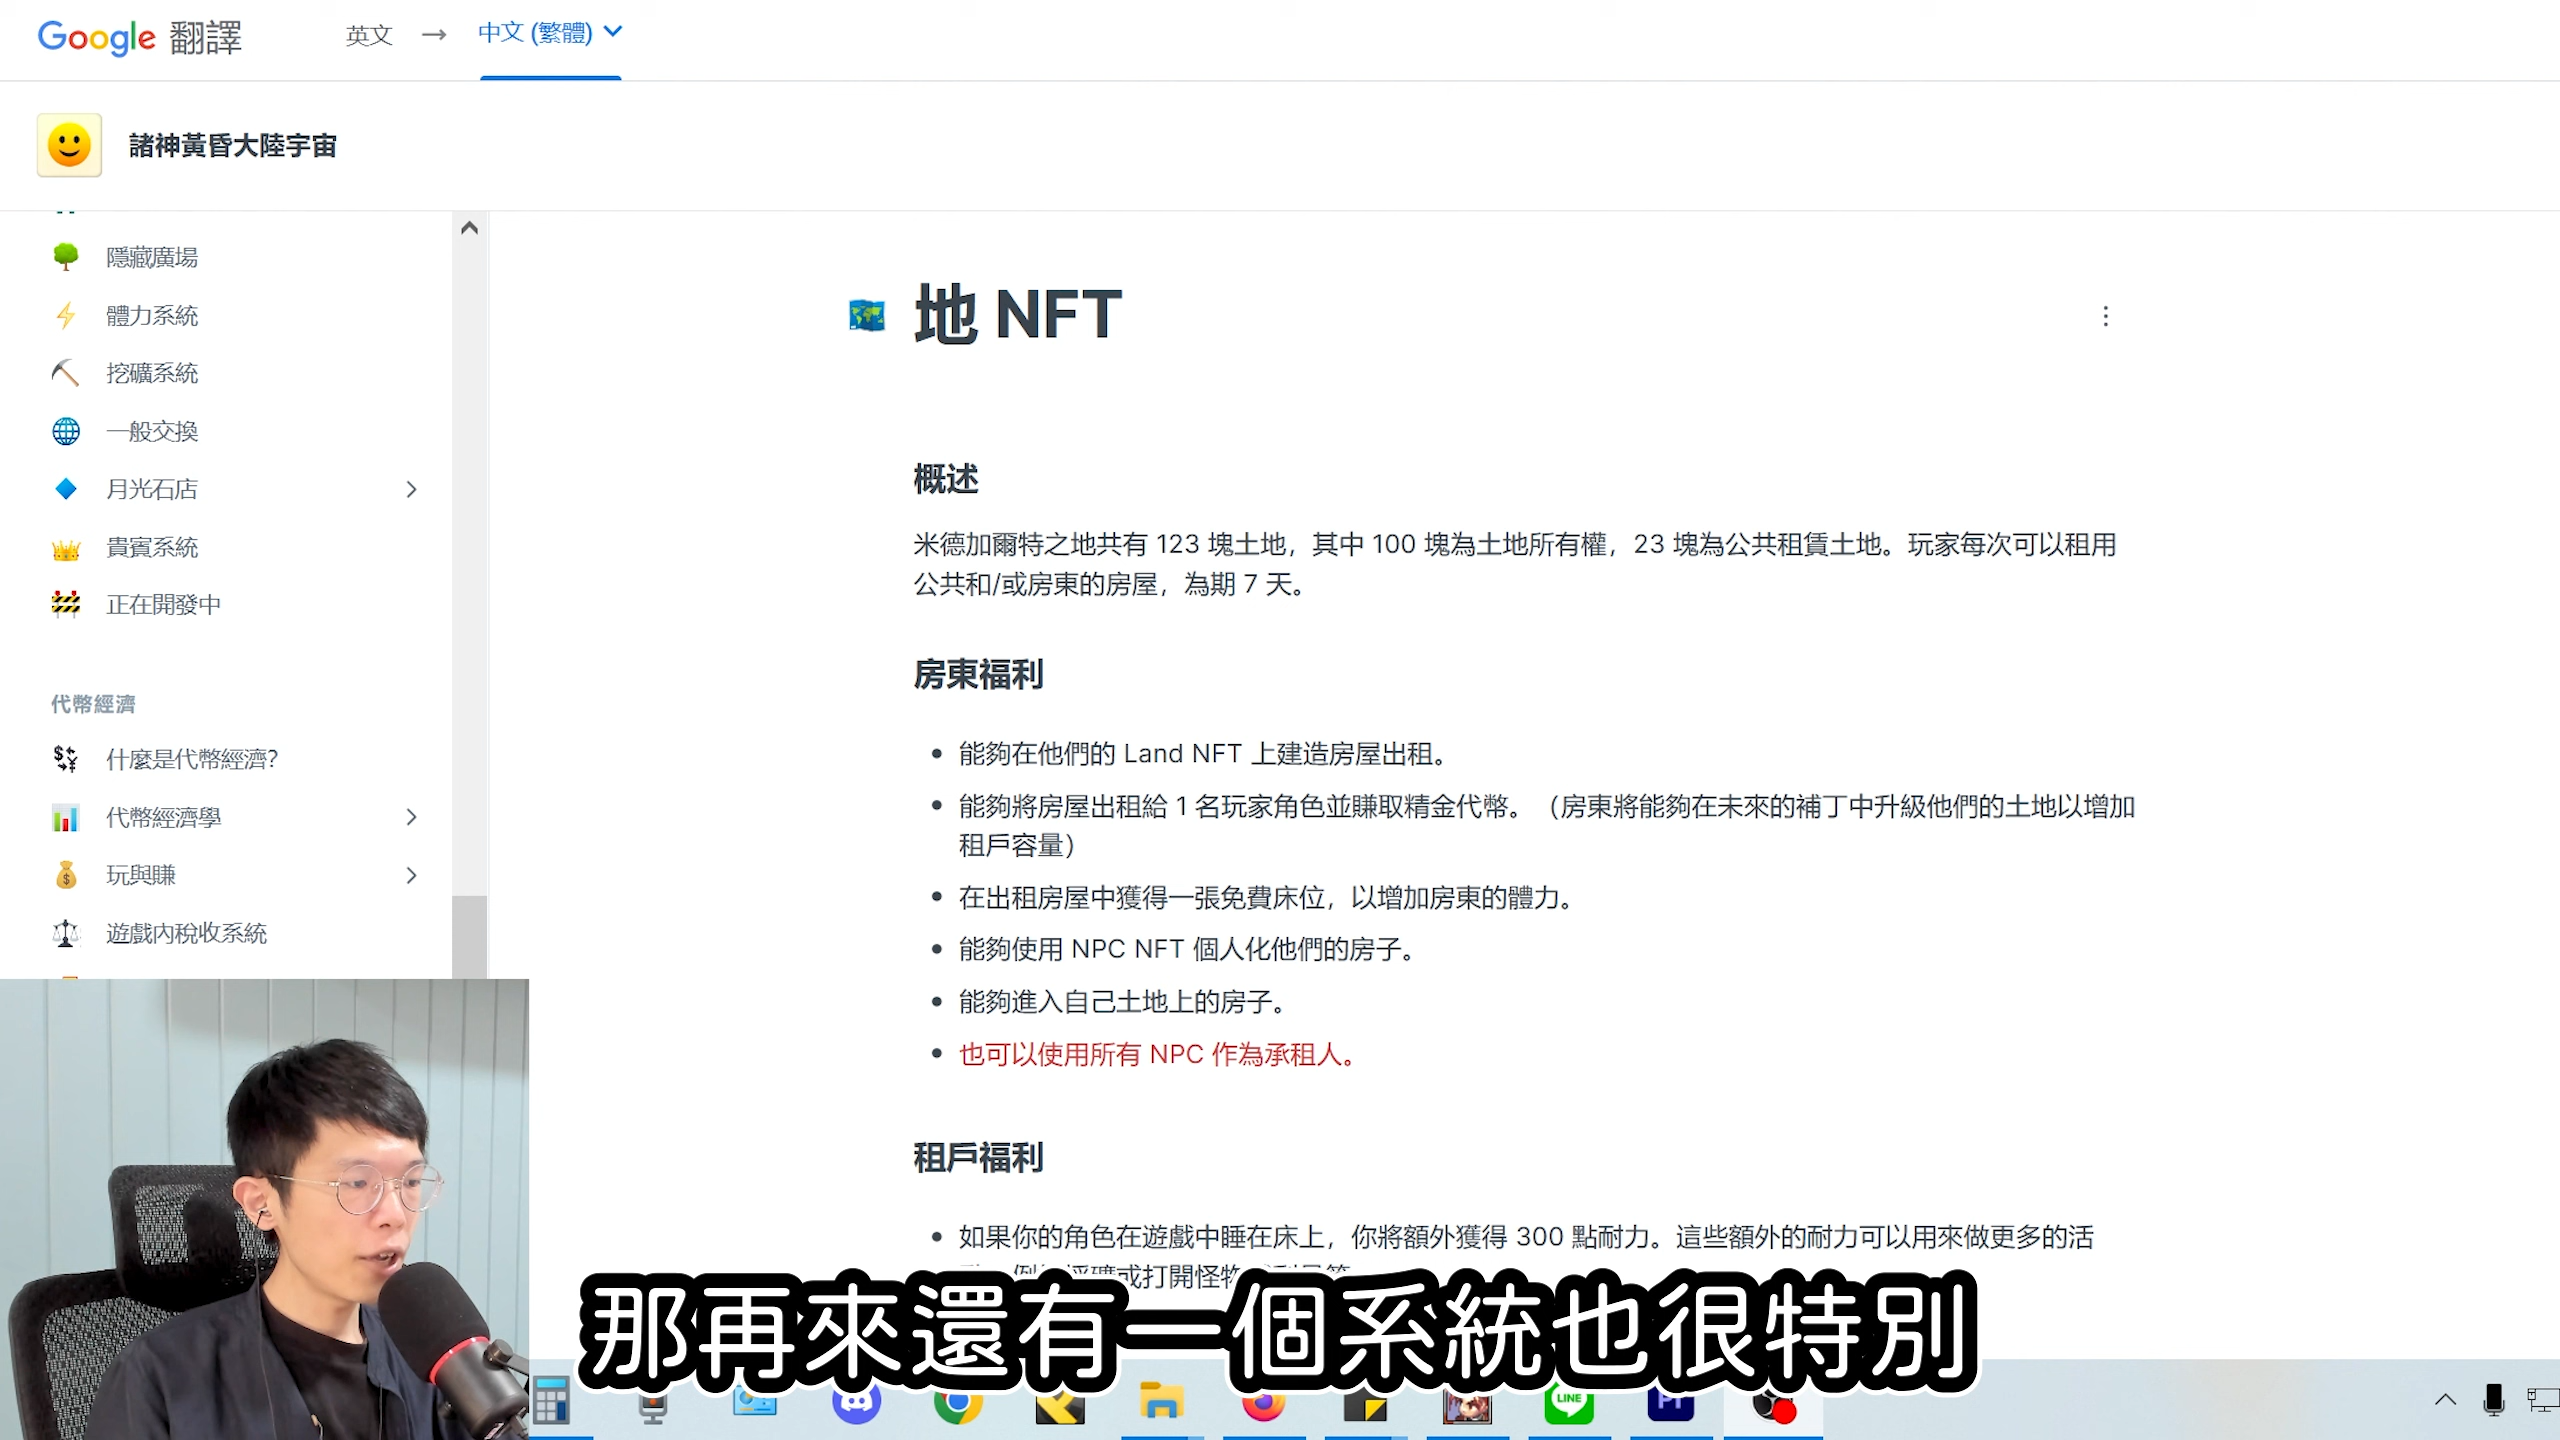 Google 翻譯
英文 → 中文 (繁體)
諸神黃昏大陸宇宙
隱藏廣場
體力系統
挖礦系統
一般交換
月光石店
貴賓系統
正在開發中
代幣經濟
什麼是代幣經濟?
代幣經濟學
玩與賺
遊戲內稅收系統
地 NFT
概述
米德加爾特之地共有 123 塊土地，其中 100 塊為土地所有權，23 塊為公共租賃土地。玩家每次可以租用
公共和/或房東的房屋，為期 7 天。
房東福利
能夠在他們的 Land NFT 上建造房屋出租。
能夠將房屋出租給 1 名玩家角色並賺取精金代幣。（房東將能夠在未來的補丁中升級他們的土地以增加
租戶容量）
在出租房屋中獲得一張免費床位，以增加房東的體力。
能夠使用 NPC NFT 個人化他們的房子。
能夠進入自己土地上的房子。
也可以使用所有 NPC 作為承租人。
租戶福利
如果你的角色在遊戲中睡在床上，你將額外獲得 300 點耐力。這些額外的耐力可以用來做更多的活
或打開怪物
那再來還有一個系統也很特別
LINE